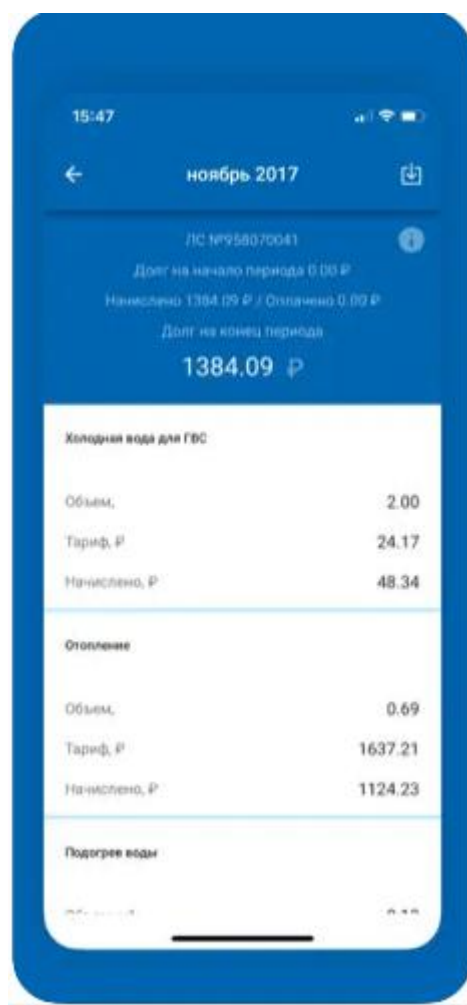 15:47
ноябрь 2017
ЛС №958070041
Долг на начало периода 0.00 ₽
Начислено 1384.09 ₽ / Оплачено 0.00 ₽
Долг на конец периода
1384.09 ₽
Холодная вода для ГВС
Объем, 2.00
Тариф, ₽ 24.17
Начислено, ₽ 48.34
Отопление
Объем, 0.69
Тариф, ₽ 1637.21
Начислено, ₽ 1124.23
Подогрев воды